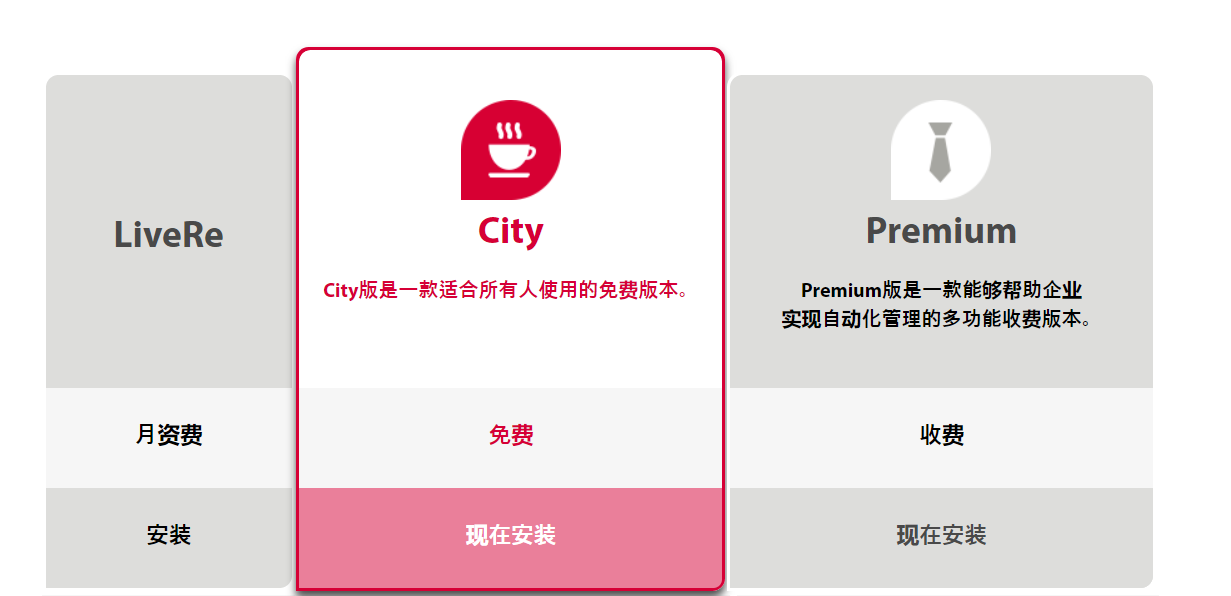 LiveRe
City
City版是一款适合所有人使用的免费版本。
Premium
Premium版是一款能够帮助企业
实现自动化管理的多功能收费版本。
月资费
免费
收费
安装
现在安装
现在安装